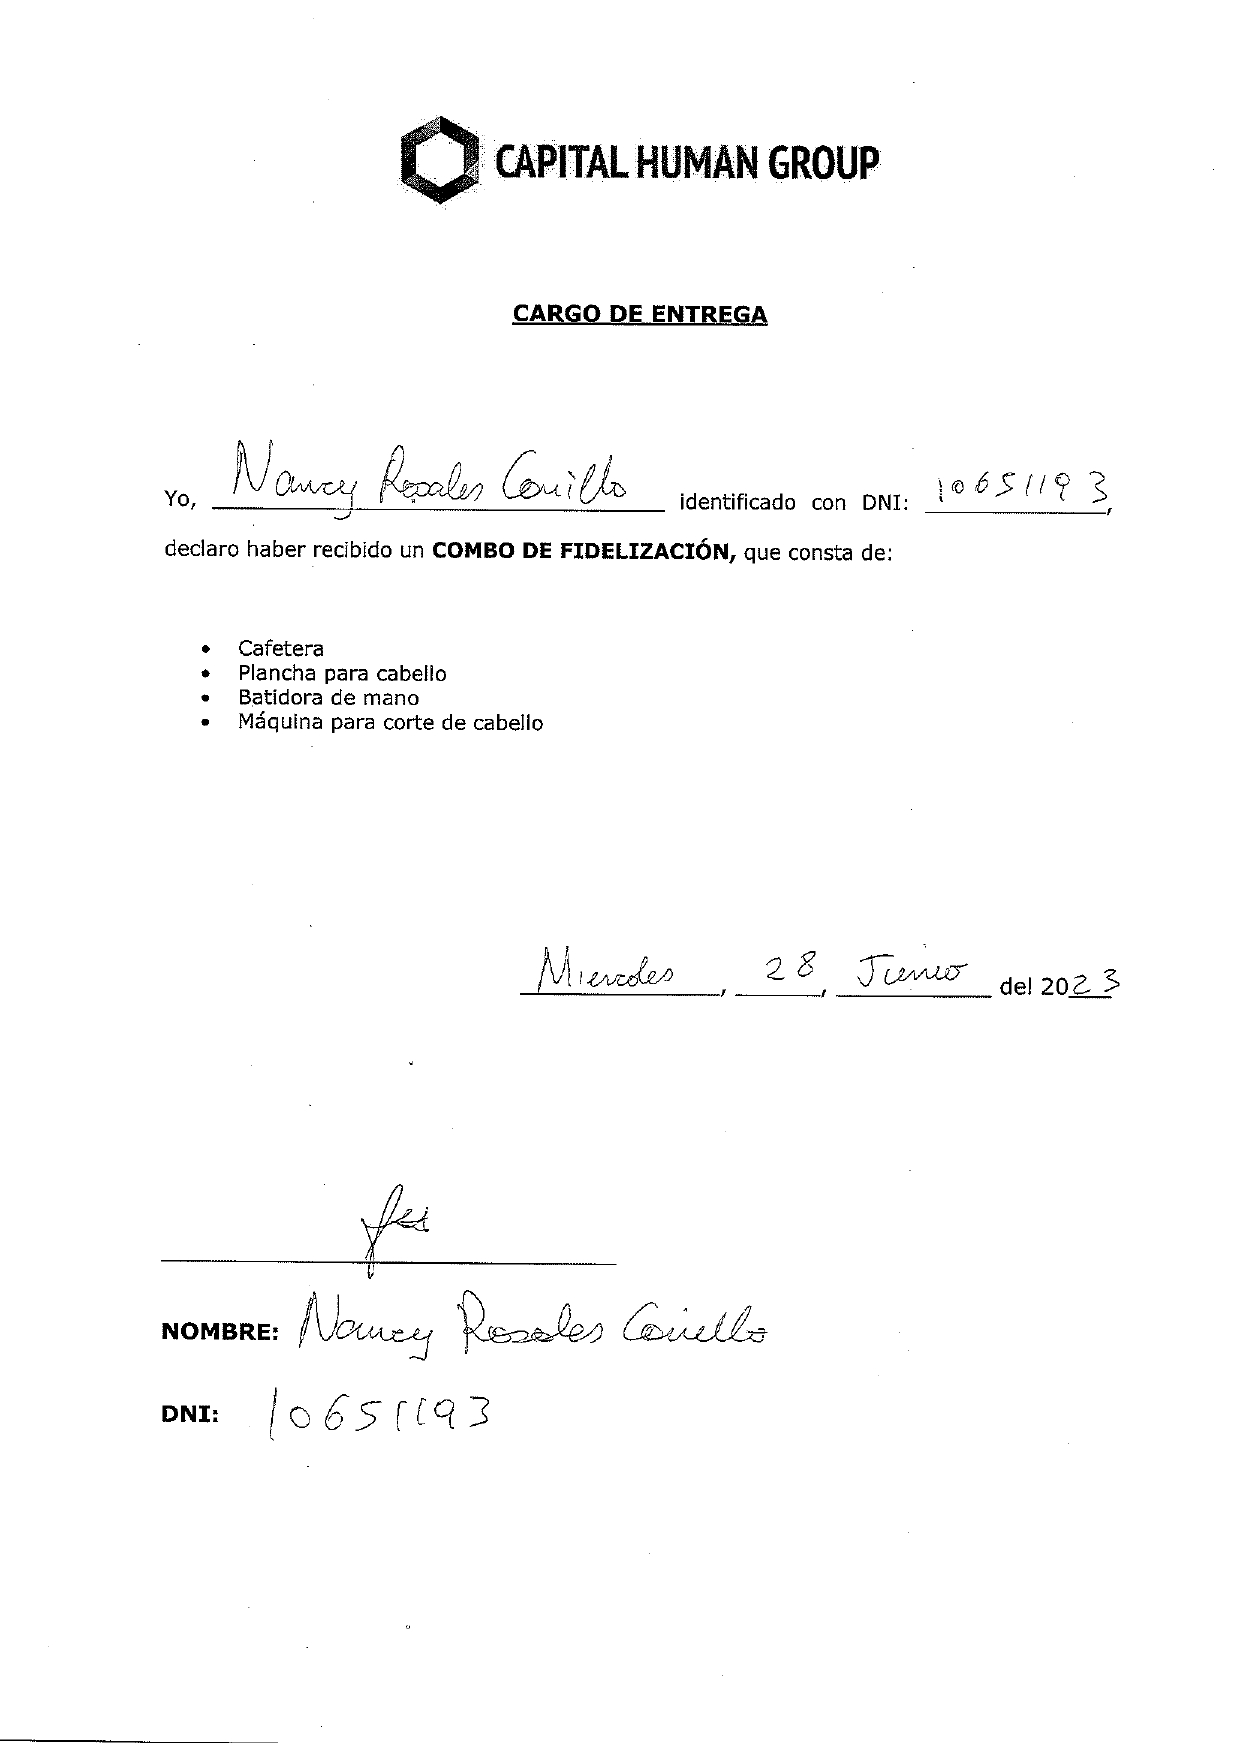 CAPITAL HUMAN GROUP
CARGO DE ENTREGA
Yo, Nancy Rosales identificado con DNI: 10651193,
declaro haber recibido un COMBO DE FIDELIZACIÓN, que consta de:
• Cafetera
• Plancha para cabello
• Batidora de mano
• Máquina para corte de cabello
Miercoles, 28, Junio del 2023
NOMBRE: Nancy Rosales
DNI: 10651193